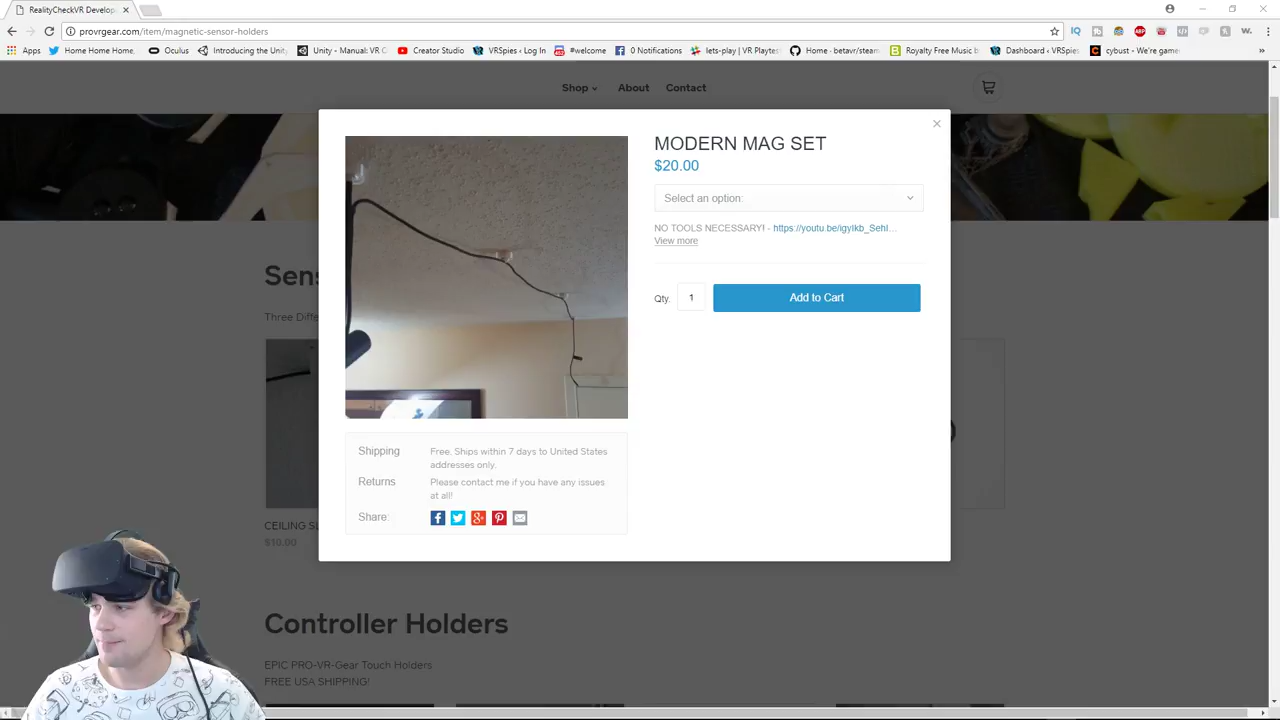 RealityCheckVR Develop
provrgear.com/item/magnetic-sensor-holders
Apps
Home Home Home,
Oculus
Introducing the Unity
Unity - Manual: VR O
Creator Studio
VRSpies ‹ Log In
#welcome
0 Notifications
lets-play | VR Playtest
Home · betavr/steam
Royalty Free Music b
Dashboard ‹ VRSpies
cybust — We're game
»
Shop
About
Contact
MODERN MAG SET
$20.00
Select an option:
NO TOOLS NECESSARY! - https://youtu.be/
View more
Qty.
1
Add to Cart
Shipping
Free. Ships within 7 days to United States
addresses only.
Returns
Please contact me if you have any issues
at all!
Share:
Sens
Three Diffe
CEILING SU
$10.00
Controller Holders
EPIC PRO-VR-Gear Touch Holders
FREE USA SHIPPING!